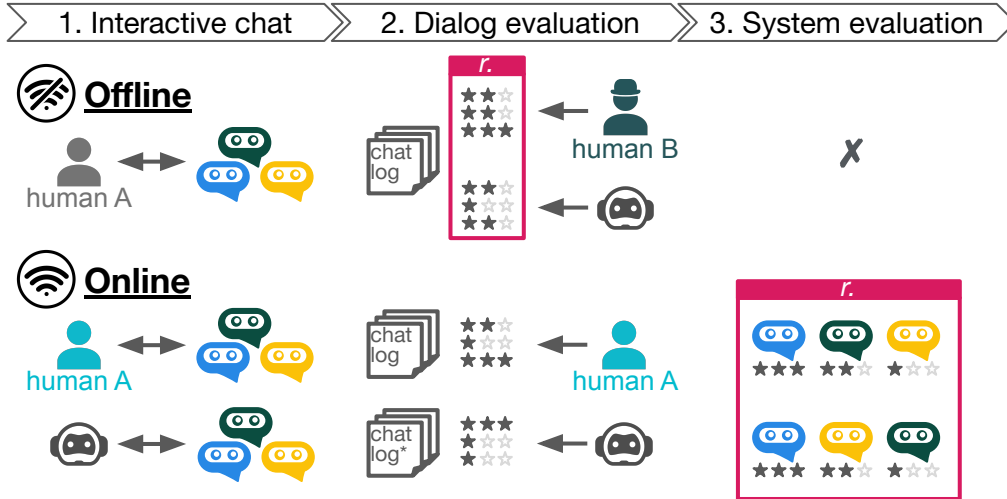 1. Interactive chat
2. Dialog evaluation
3. System evaluation
Offline
r.
human A
chat
log
human B
✗
Online
r.
human A
chat
log
human A
chat
log*